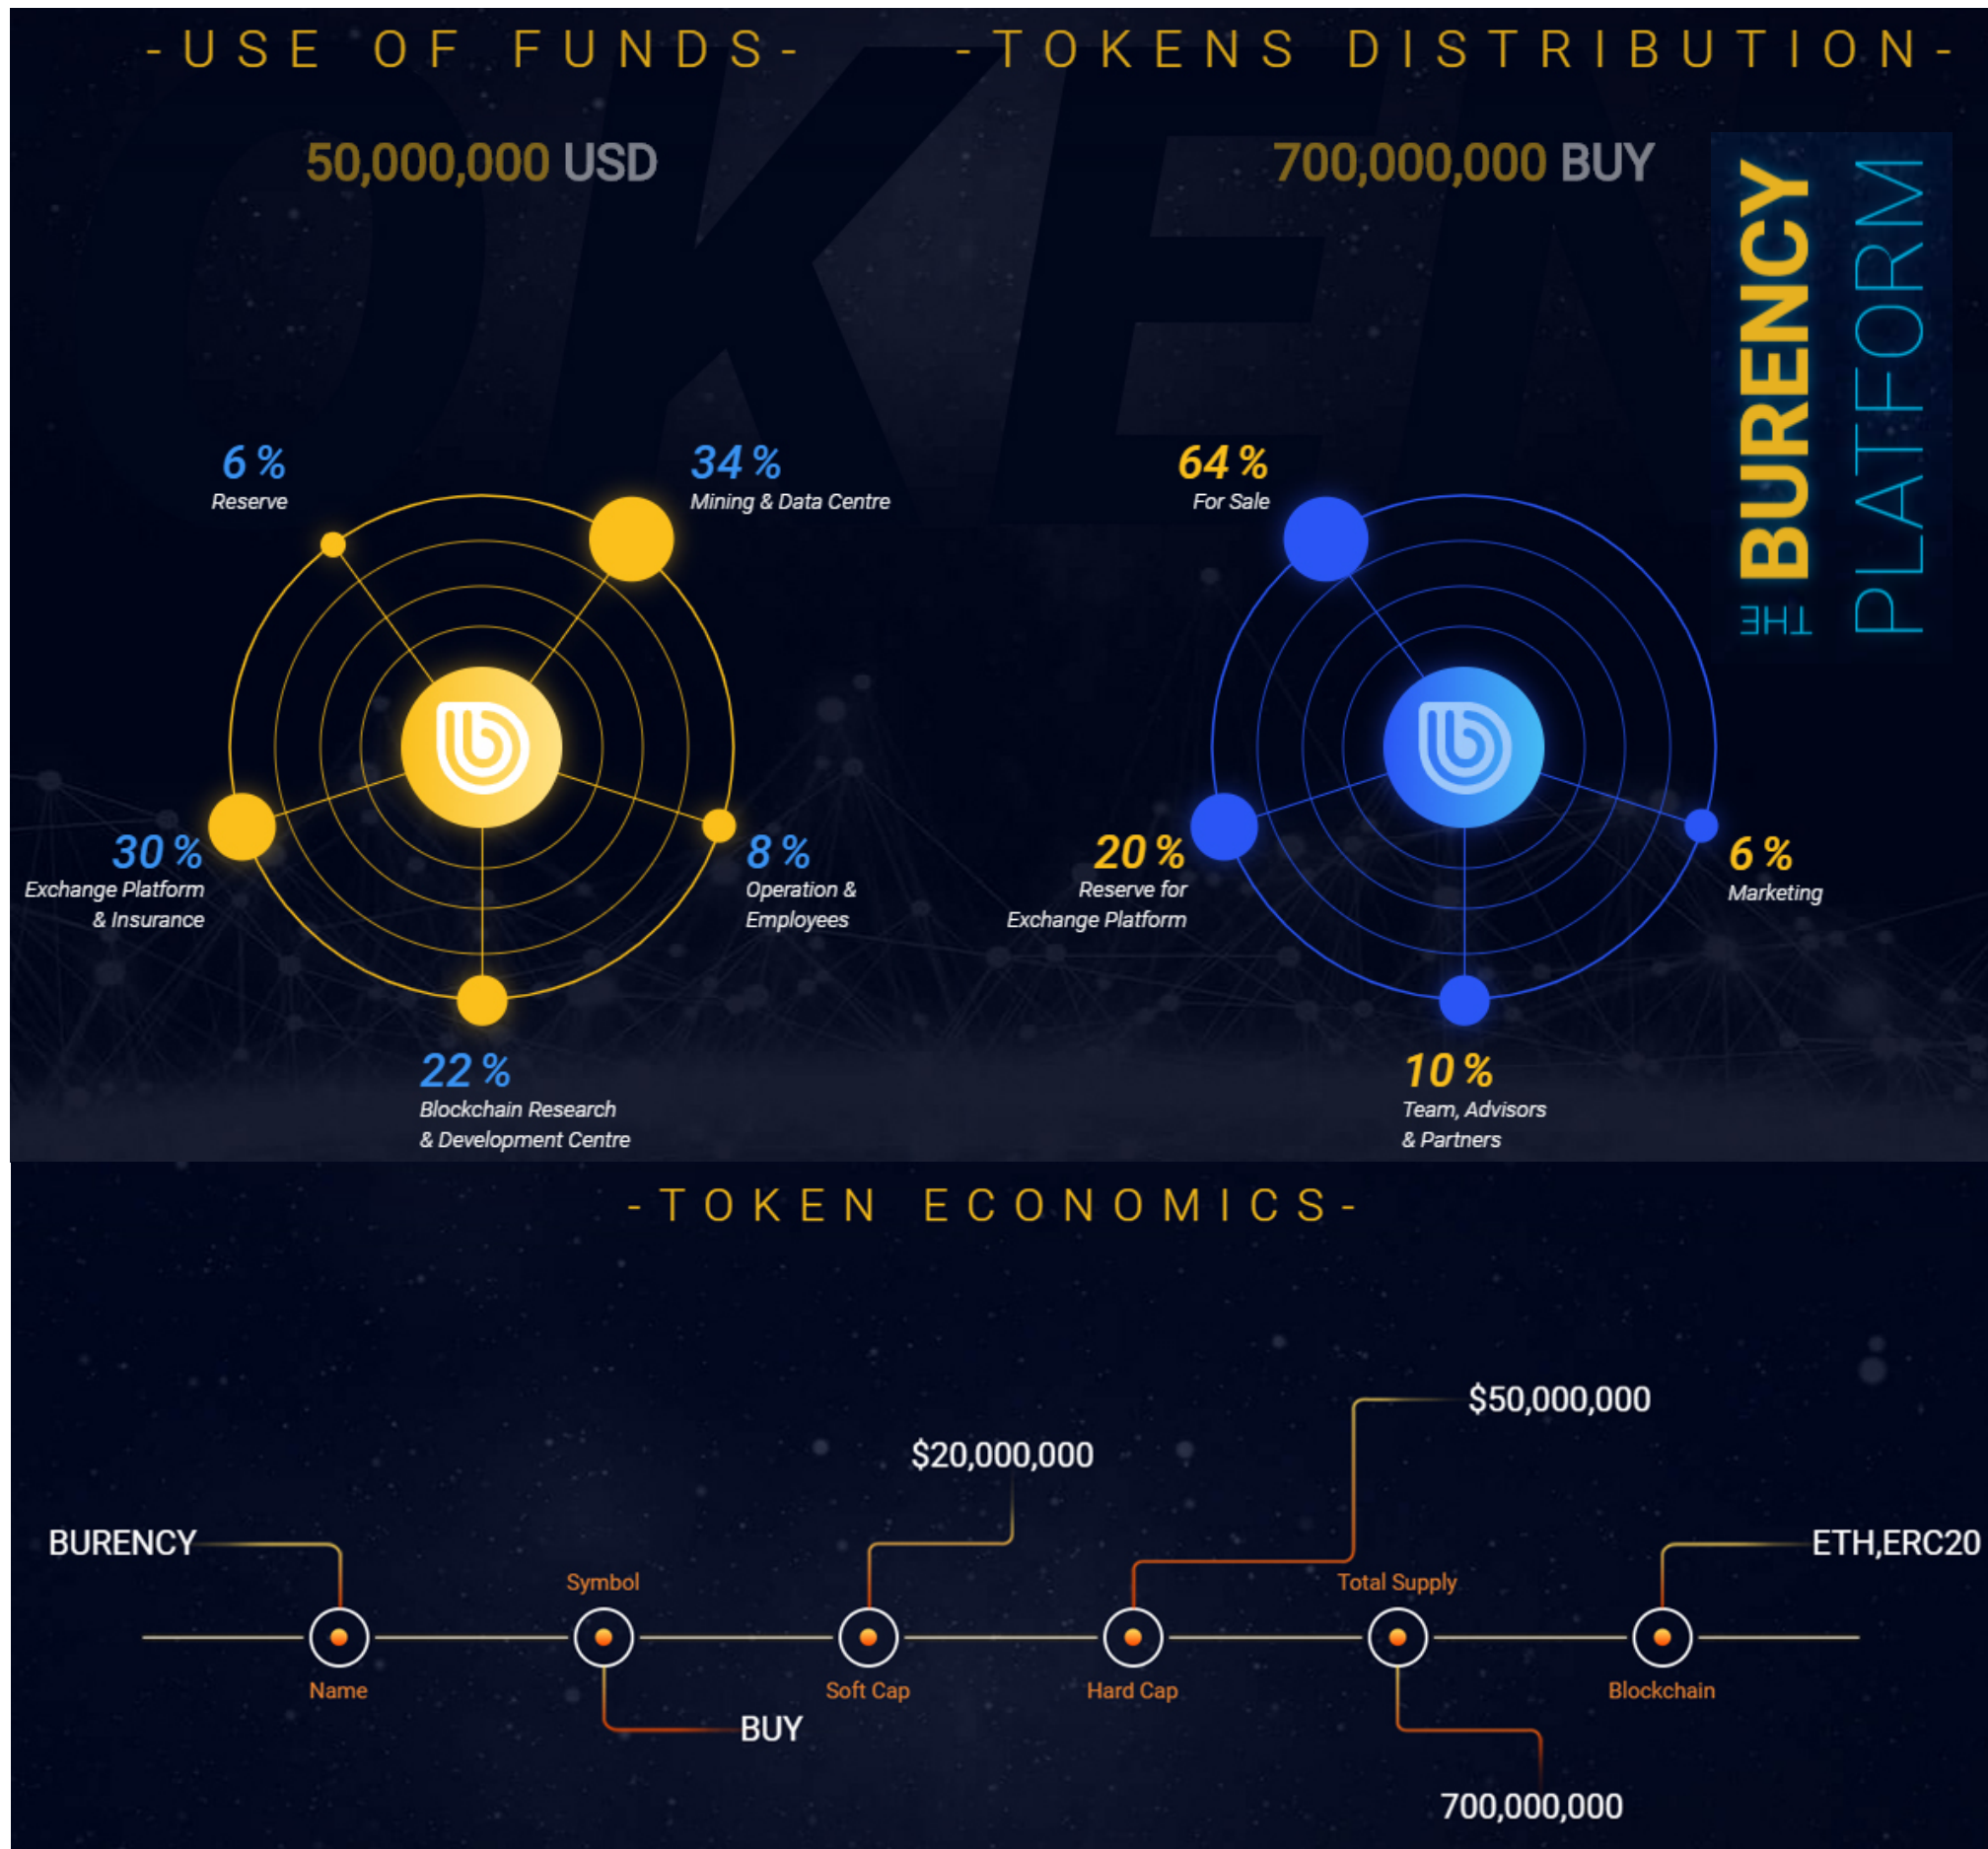 -USE OF FUNDS-
50,000,000 USD
6 %
Reserve
34 %
Mining & Data Centre
30 %
Exchange Platform
& Insurance
8 %
Operation &
Employees
22 %
Blockchain Research
& Development Centre
-TOKENS DISTRIBUTION-
700,000,000 BUY
THE BURENCY
PLATFORM
64 %
For Sale
20 %
Reserve for
Exchange Platform
6 %
Marketing
10 %
Team, Advisors
& Partners
OKEN
-TOKEN ECONOMICS-
BURENCY
Name
Symbol
BUY
$20,000,000
Soft Cap
$50,000,000
Hard Cap
Total Supply
700,000,000
ETH,ERC20
Blockchain